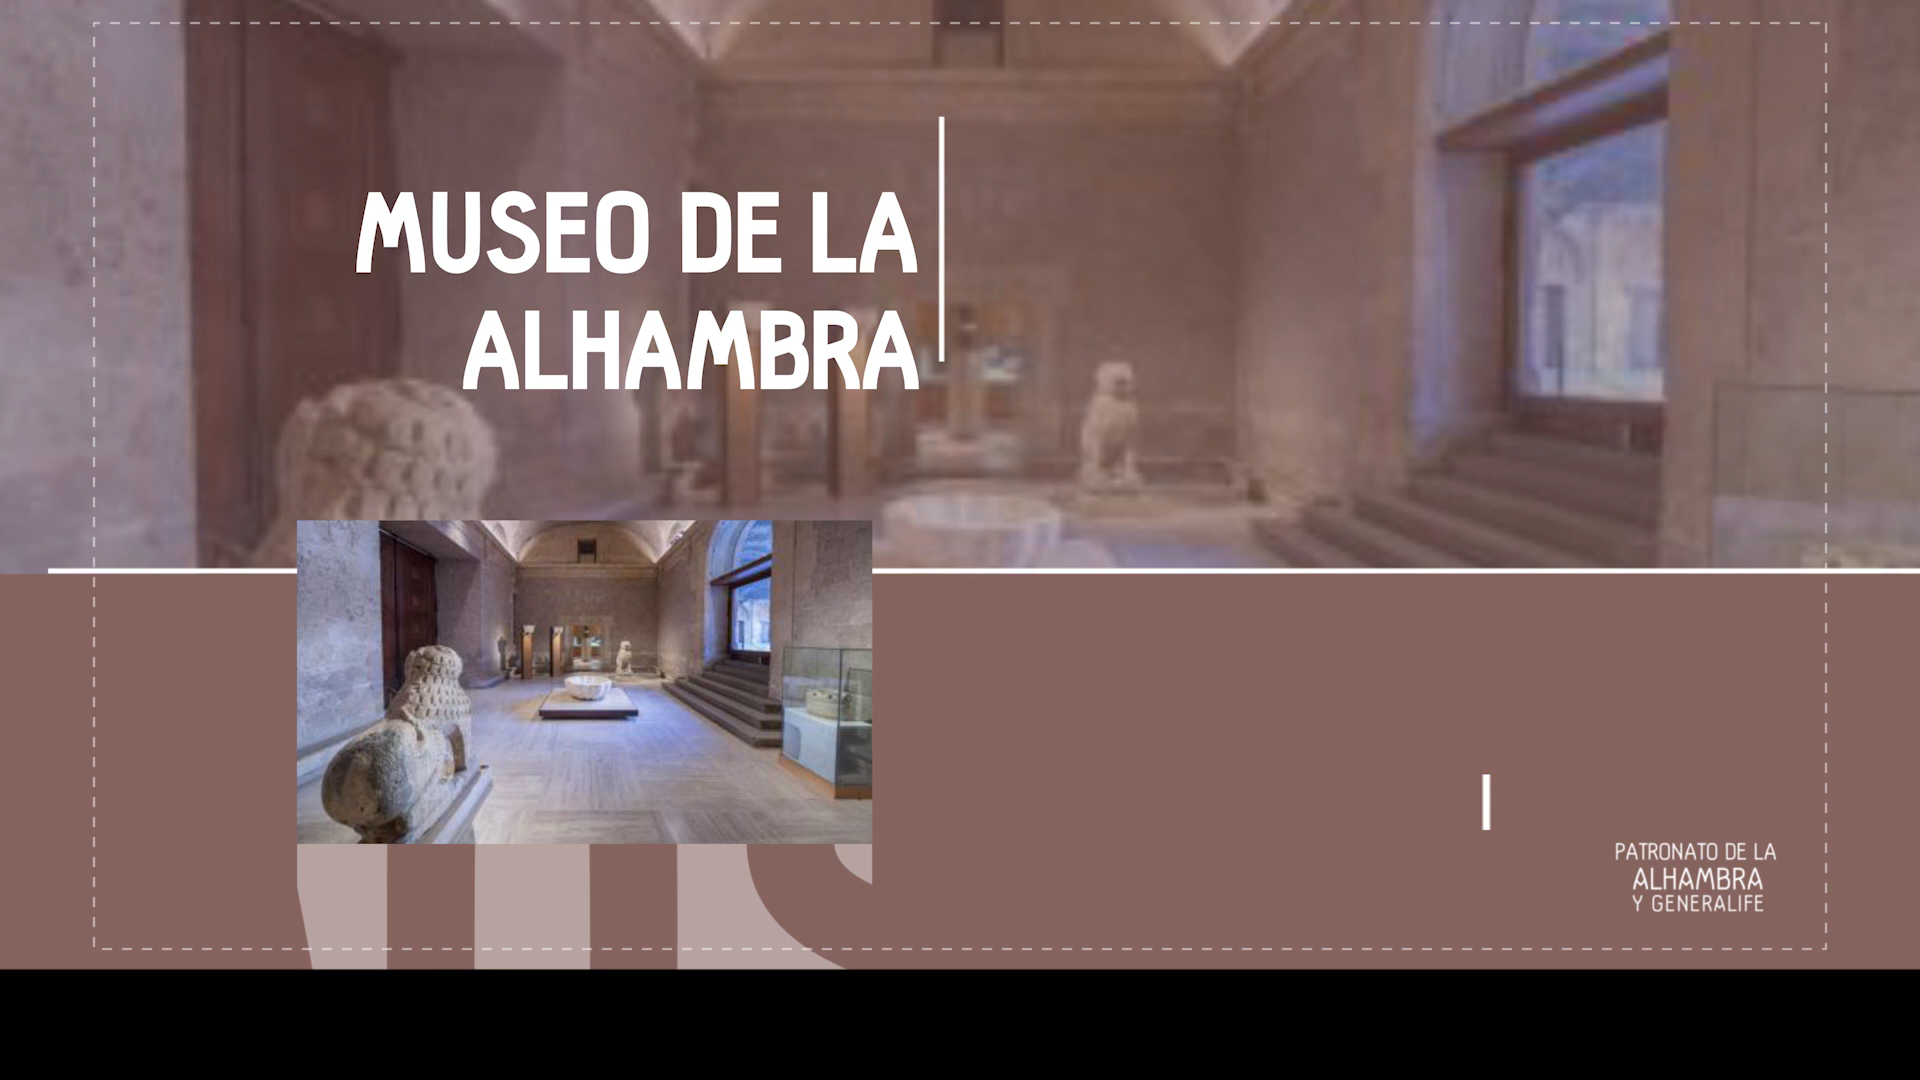 MUSEO DE LA
ALHAMBRA
PATRONATO DE LA
ALHAMBRA
Y GENERALIFE